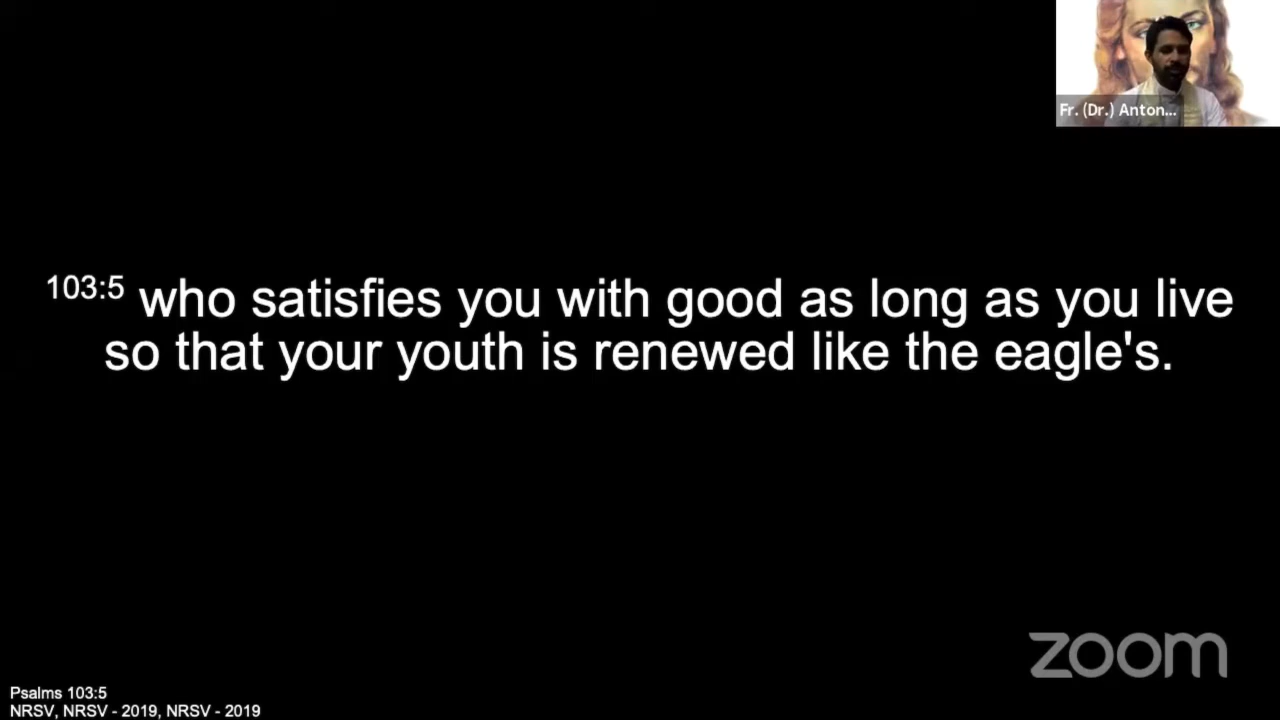 Fr. (Dr.) Anton...
103:5 who satisfies you with good as long as you live
so that your youth is renewed like the eagle's.
zoom
Psalms 103:5
NRSV, NRSV - 2019, NRSV - 2019